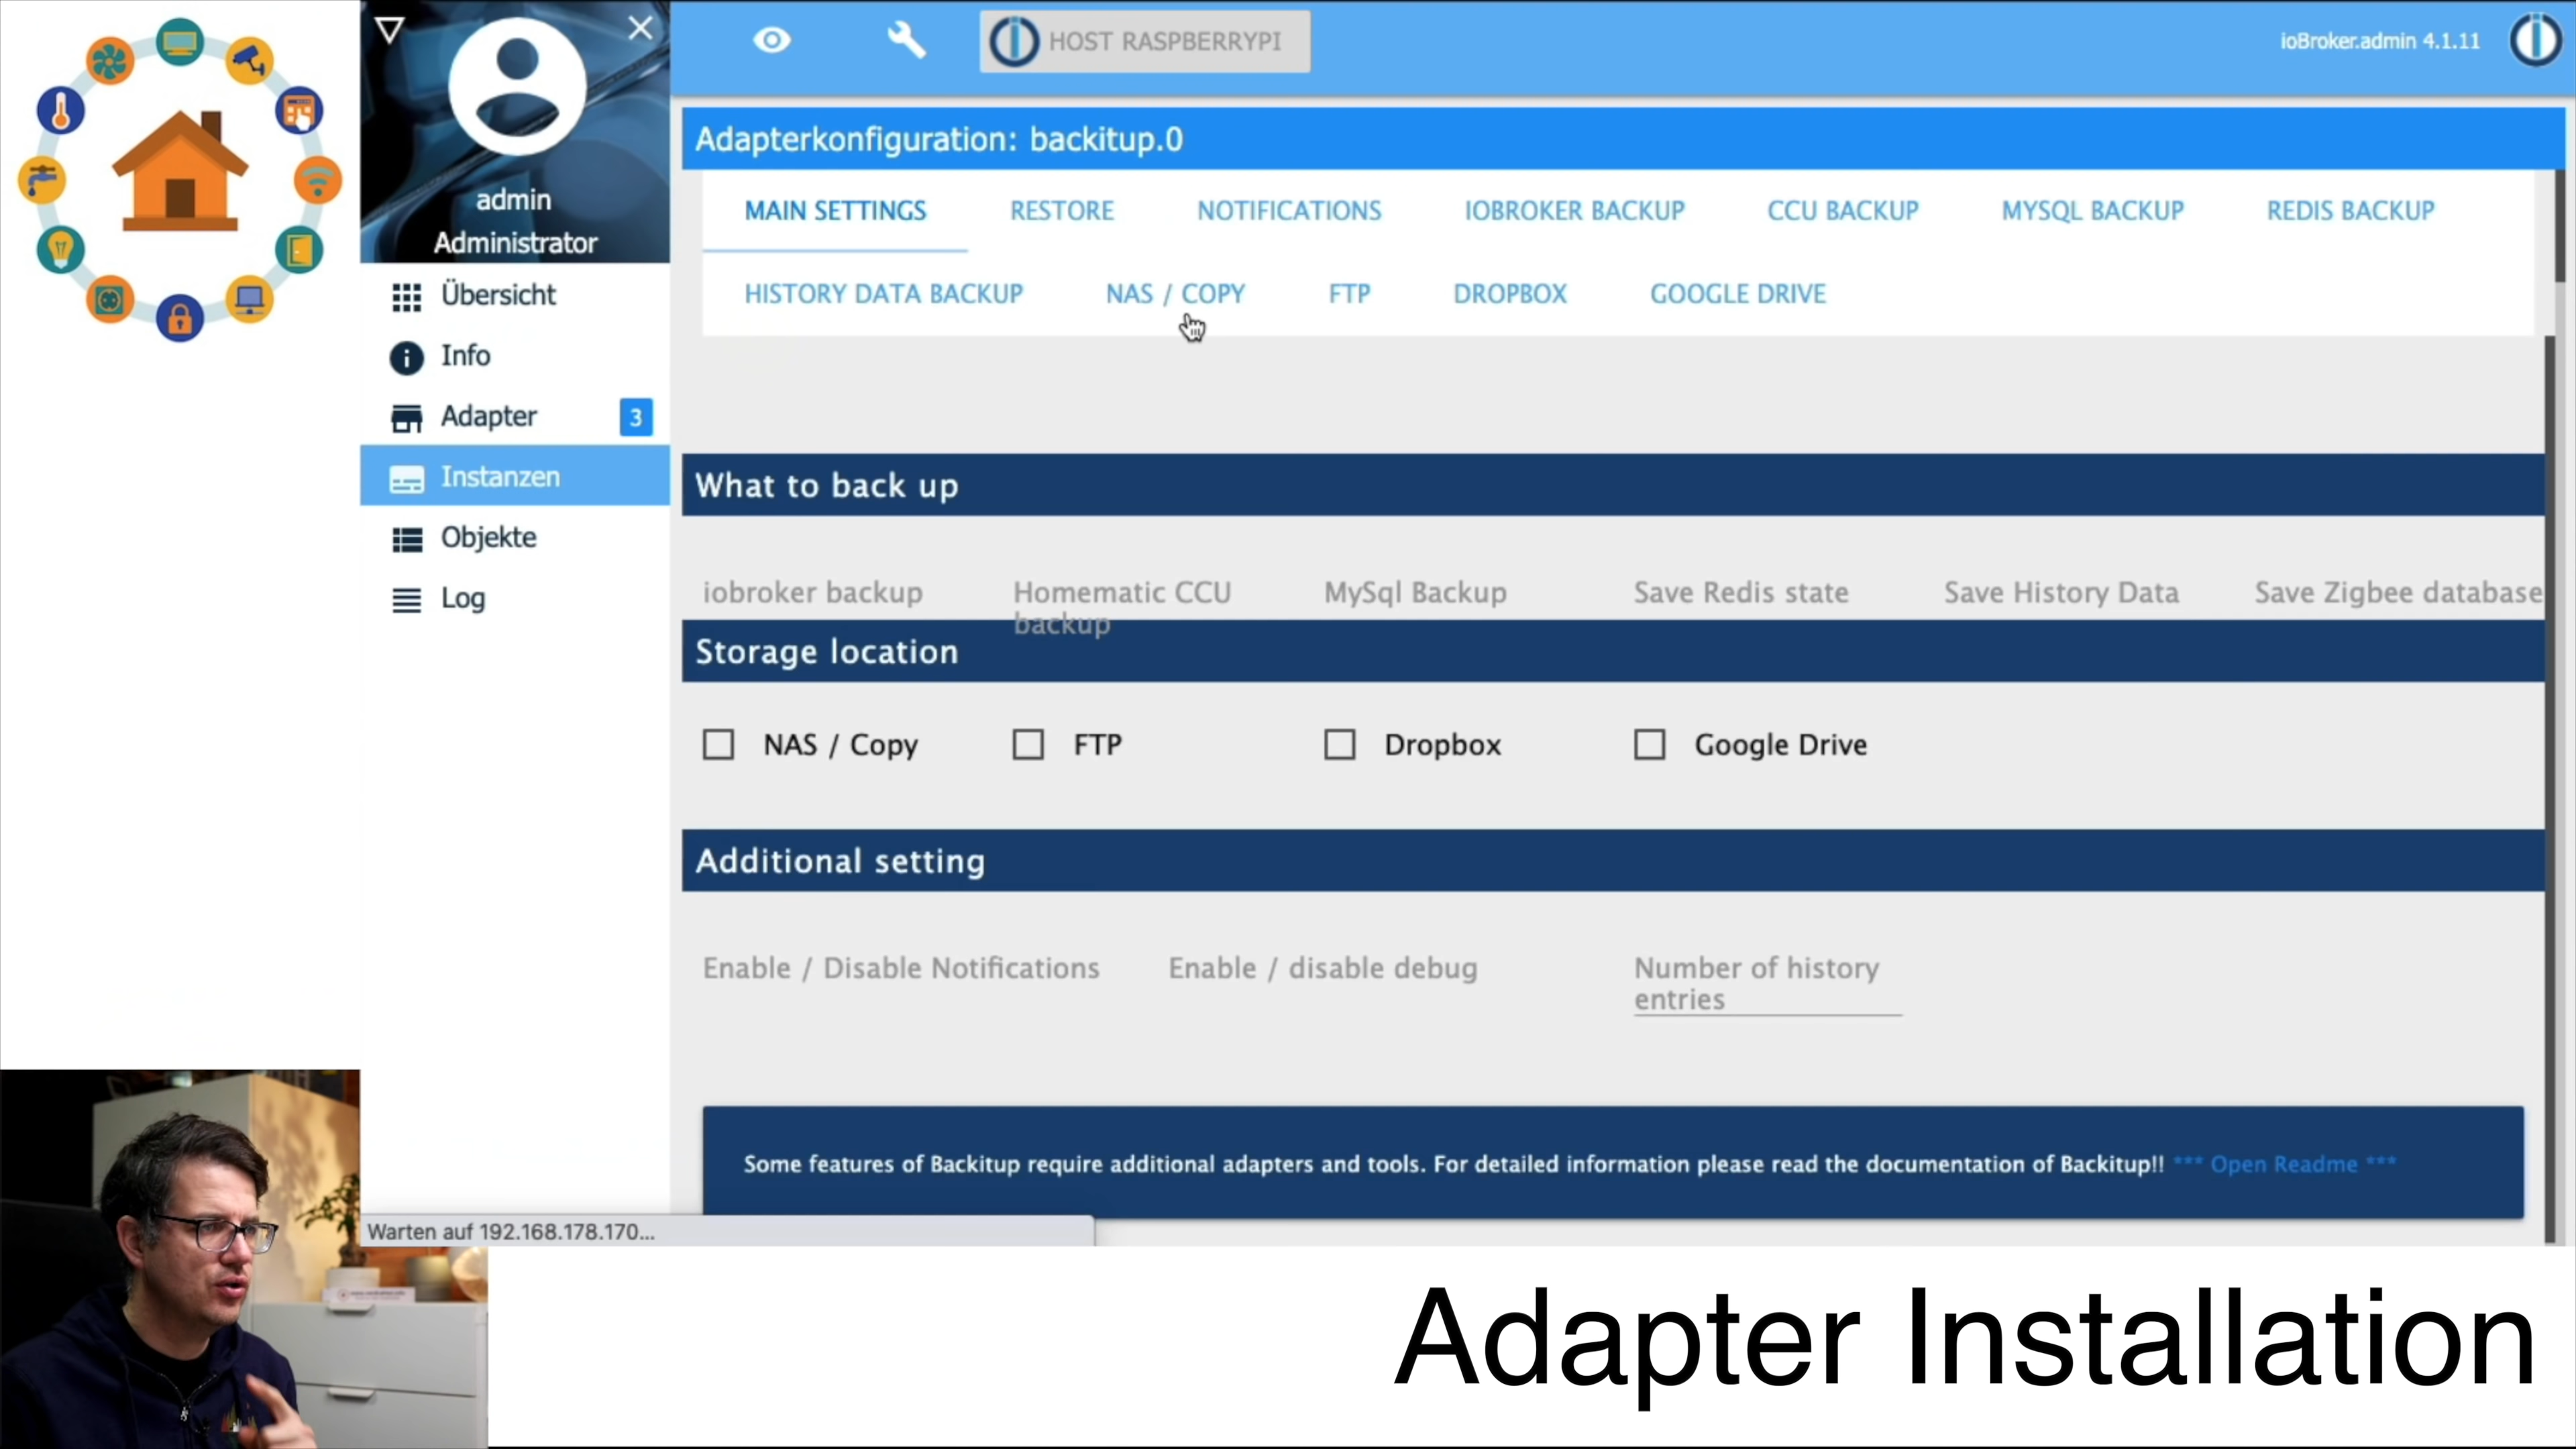 admin
Administrator
Übersicht
Info
Adapter 3
Instanzen
Objekte
Log
HOST RASPBERRYPI
ioBroker.admin 4.1.11
Adapterkonfiguration: backitup.0
MAIN SETTINGS RESTORE NOTIFICATIONS IOBROKER BACKUP CCU BACKUP MYSQL BACKUP REDIS BACKUP
HISTORY DATA BACKUP NAS / COPY FTP DROPBOX GOOGLE DRIVE
What to back up
iobroker backup Homematic CCU MySql Backup Save Redis state Save History Data Save Zigbee database
backup
Storage location
NAS / Copy FTP Dropbox Google Drive
Additional setting
Enable / Disable Notifications Enable / disable debug Number of history
entries
Some features of Backitup require additional adapters and tools. For detailed information please read the documentation of Backitup!! *** Open Readme ***
Warten auf 192.168.178.170...
Adapter Installation